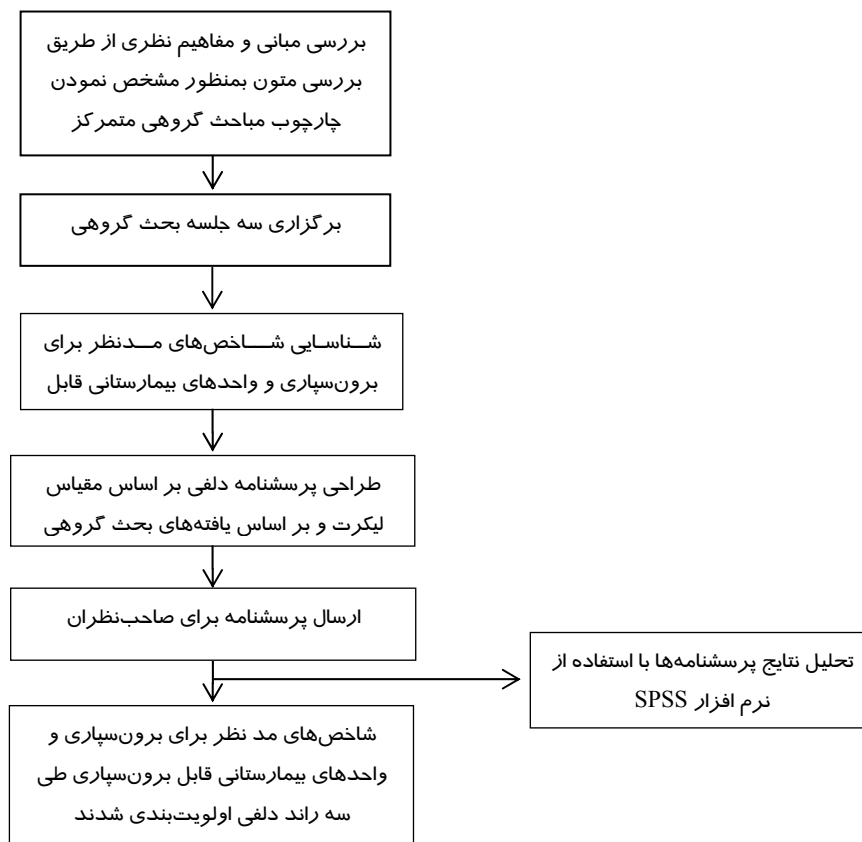 بررسی مبانی و مفاهیم نظری از طریق
بررسی متون بمنظور مشخص نمودن
چارچوب مباحث گروهی متمرکز
برگزاری سه جلسه بحث گروهی
شناسایی شاخص‌های مدنظر برای
برون‌سپاری و واحدهای بیمارستانی قابل
طراحی پرسشنامه دلفی بر اساس مقیاس
لیکرت و بر اساس یافته‌های بحث گروهی
ارسال پرسشنامه برای صاحب‌نظران
تحلیل نتایج پرسشنامه‌ها با استفاده از
نرم افزار SPSS
شاخص‌های مد نظر برای برون‌سپاری و
واحدهای بیمارستانی قابل برون‌سپاری طی
سه راند دلفی اولویت‌بندی شدند